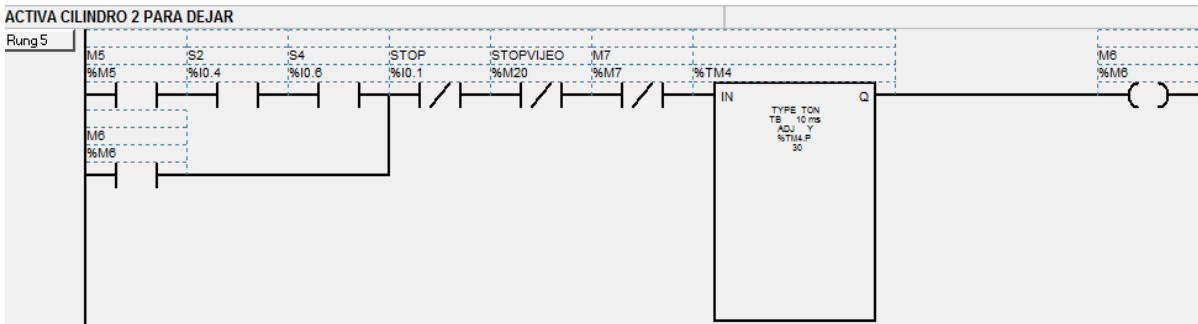 ACTIVA CILINDRO 2 PARA DEJAR
Rung 5
M5 S2 S4 STOP STOPVIJEO M7 M6
%M5 %I0.4 %I0.6 %I0.1 %M20 %M7 %TM4 %M6
IN Q
TYPE TON
TB 10 ms
ADJ Y
%TM4.P
30
M6
%M6